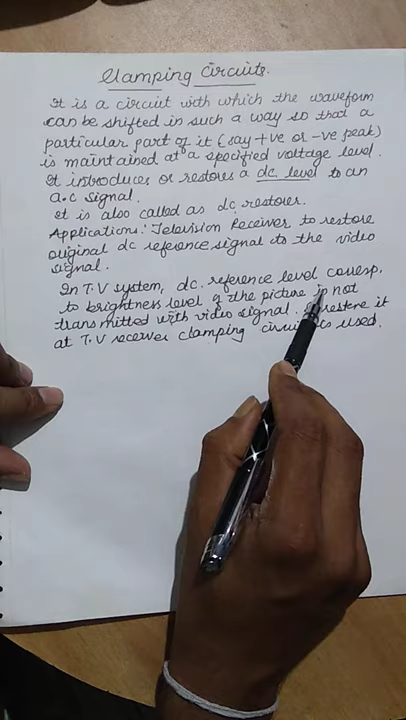 Clamping Circuits.
It is a circuit with which the waveform
can be shifted in such a way so that a
particular part of it (say +ve or -ve peak)
is maintained at a specified voltage level.
It introduces or restores a dc level to an
a.c signal.
It is also called as dc restorer.
Applications: Television Receiver to restore
original dc reference signal to the video
signal.
In T.V system, dc reference level corresp.
to brightness level of the picture is not
transmitted with video signal. restore it
at T.V receiver clamping circuit is used.